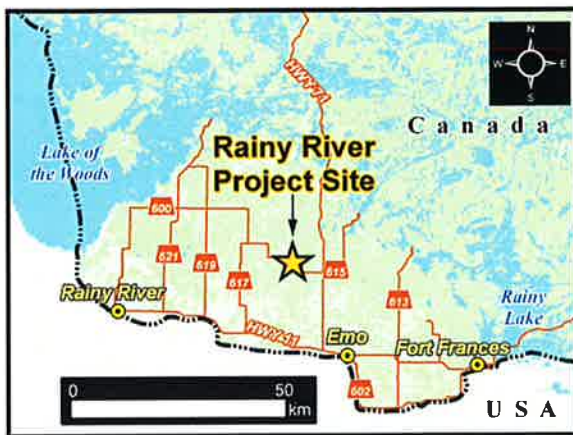 N
W E
S
HWY 71
Canada
Lake of
the Woods
Rainy River
Project Site
600
621
619
617
615
613
Rainy River
HWY 11
Emo
Fort Frances
Rainy
Lake
602
0 50
km
USA